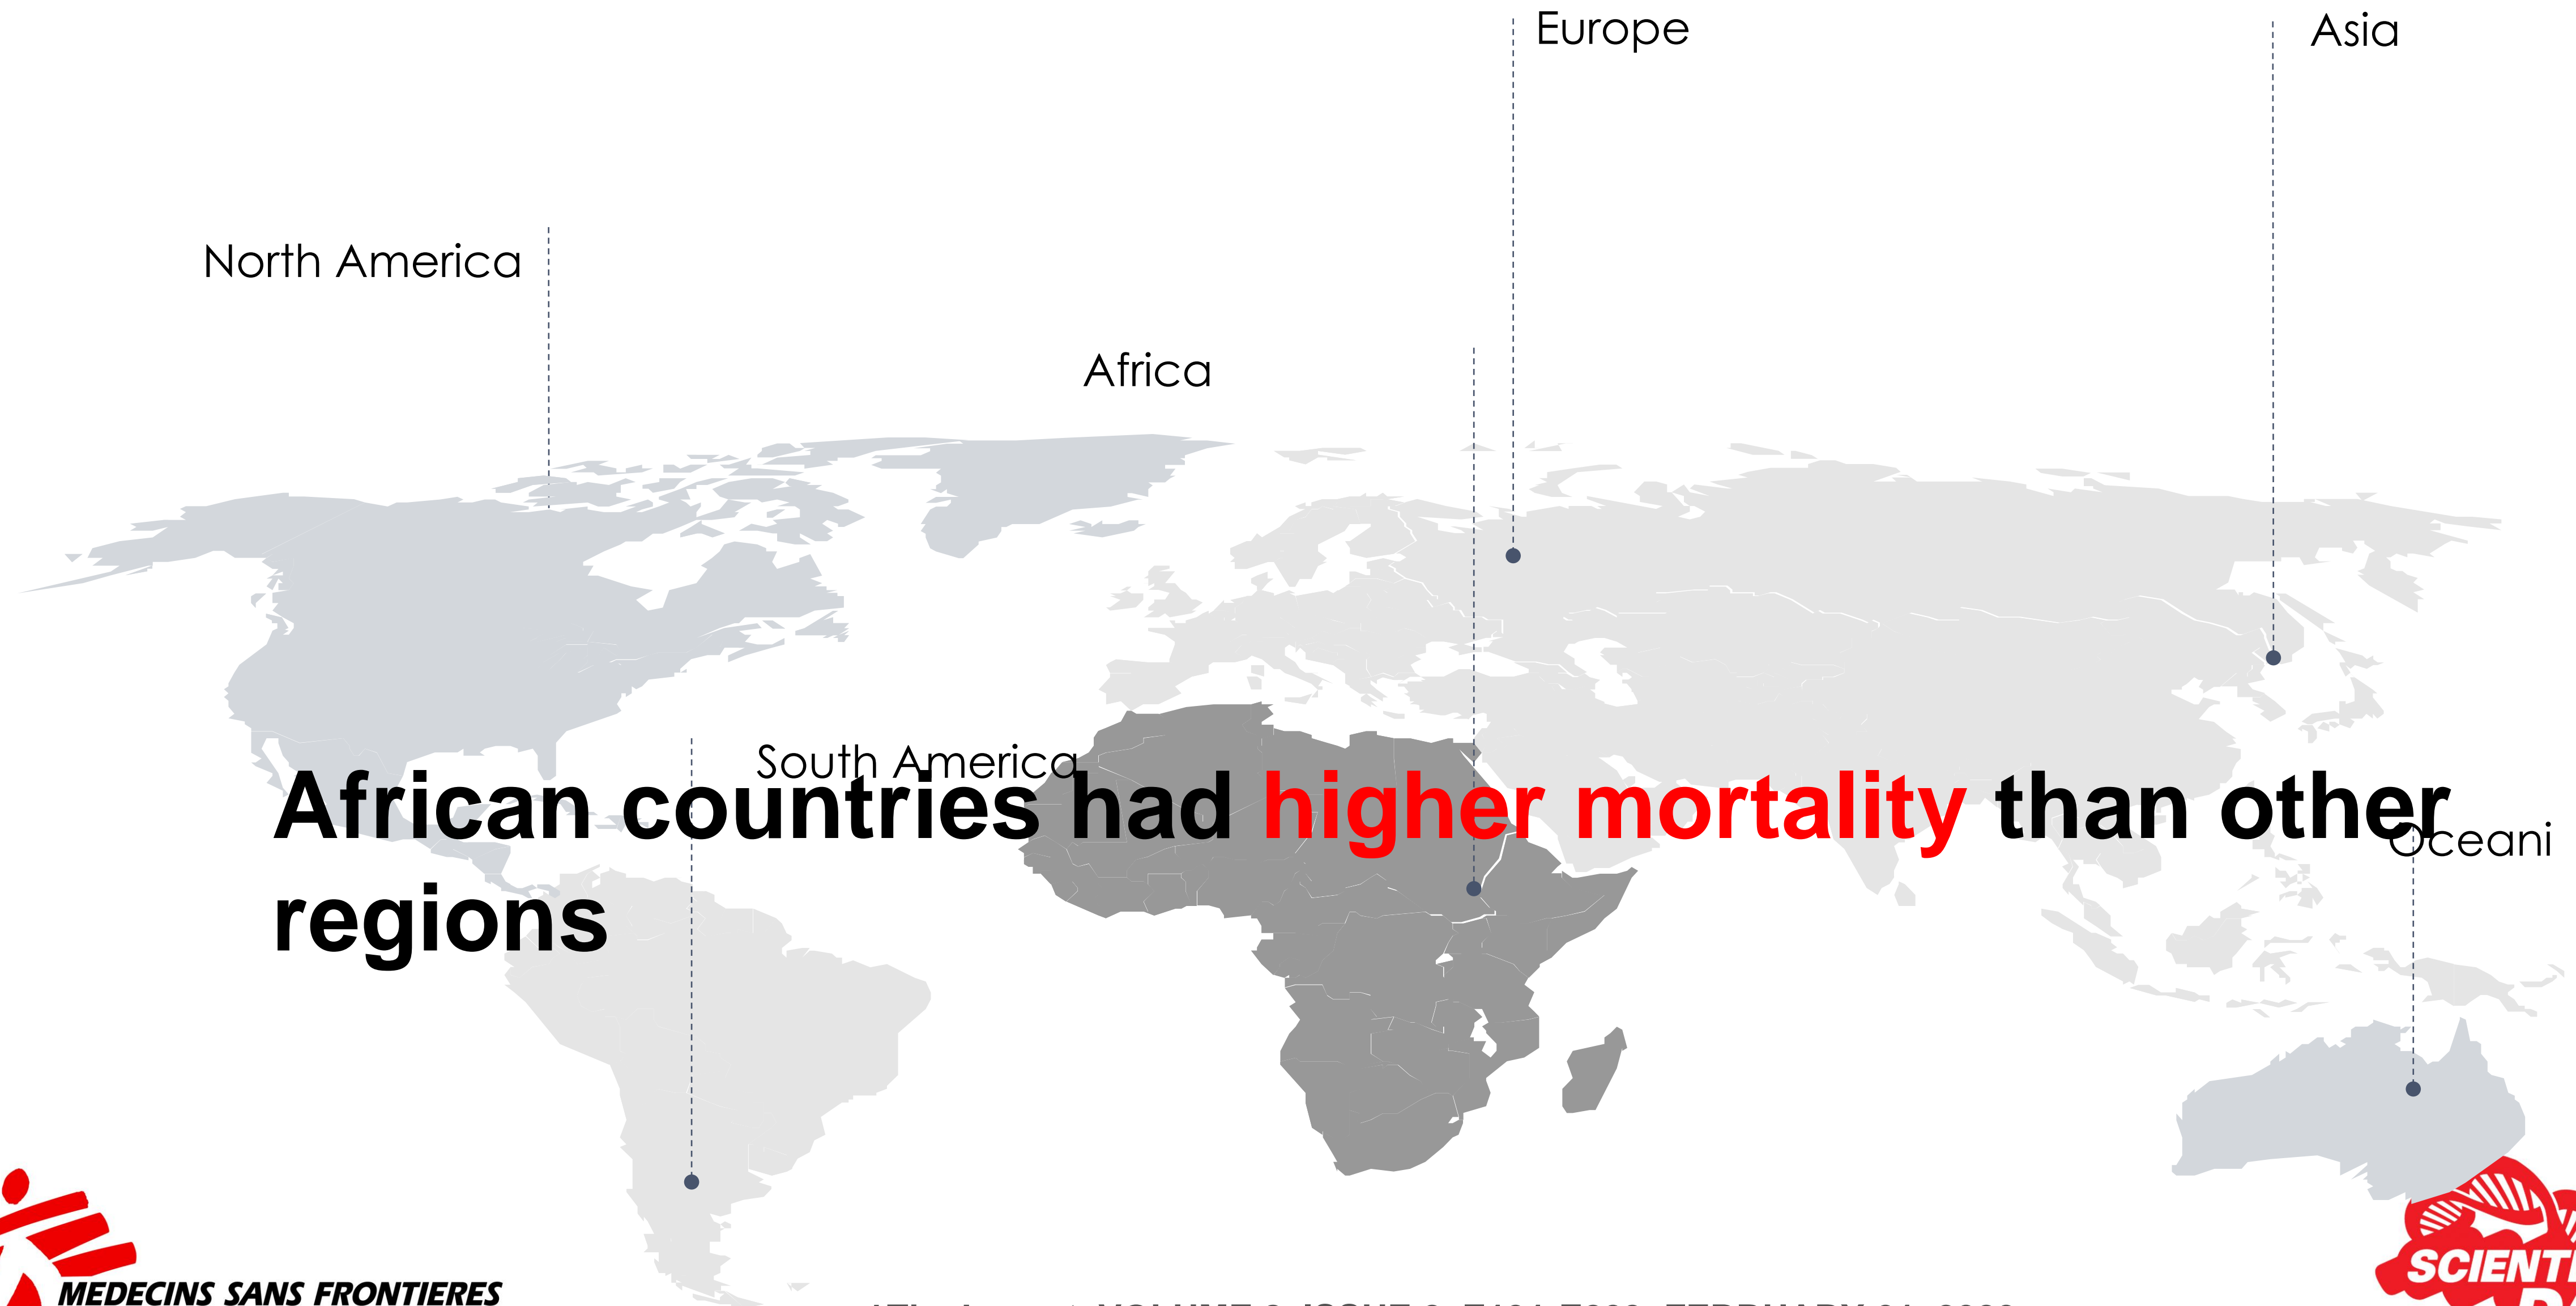 Europe
Asia
North America
Africa
South America
African countries had higher mortality than other
Oceani
regions
MEDECINS SANS FRONTIERES